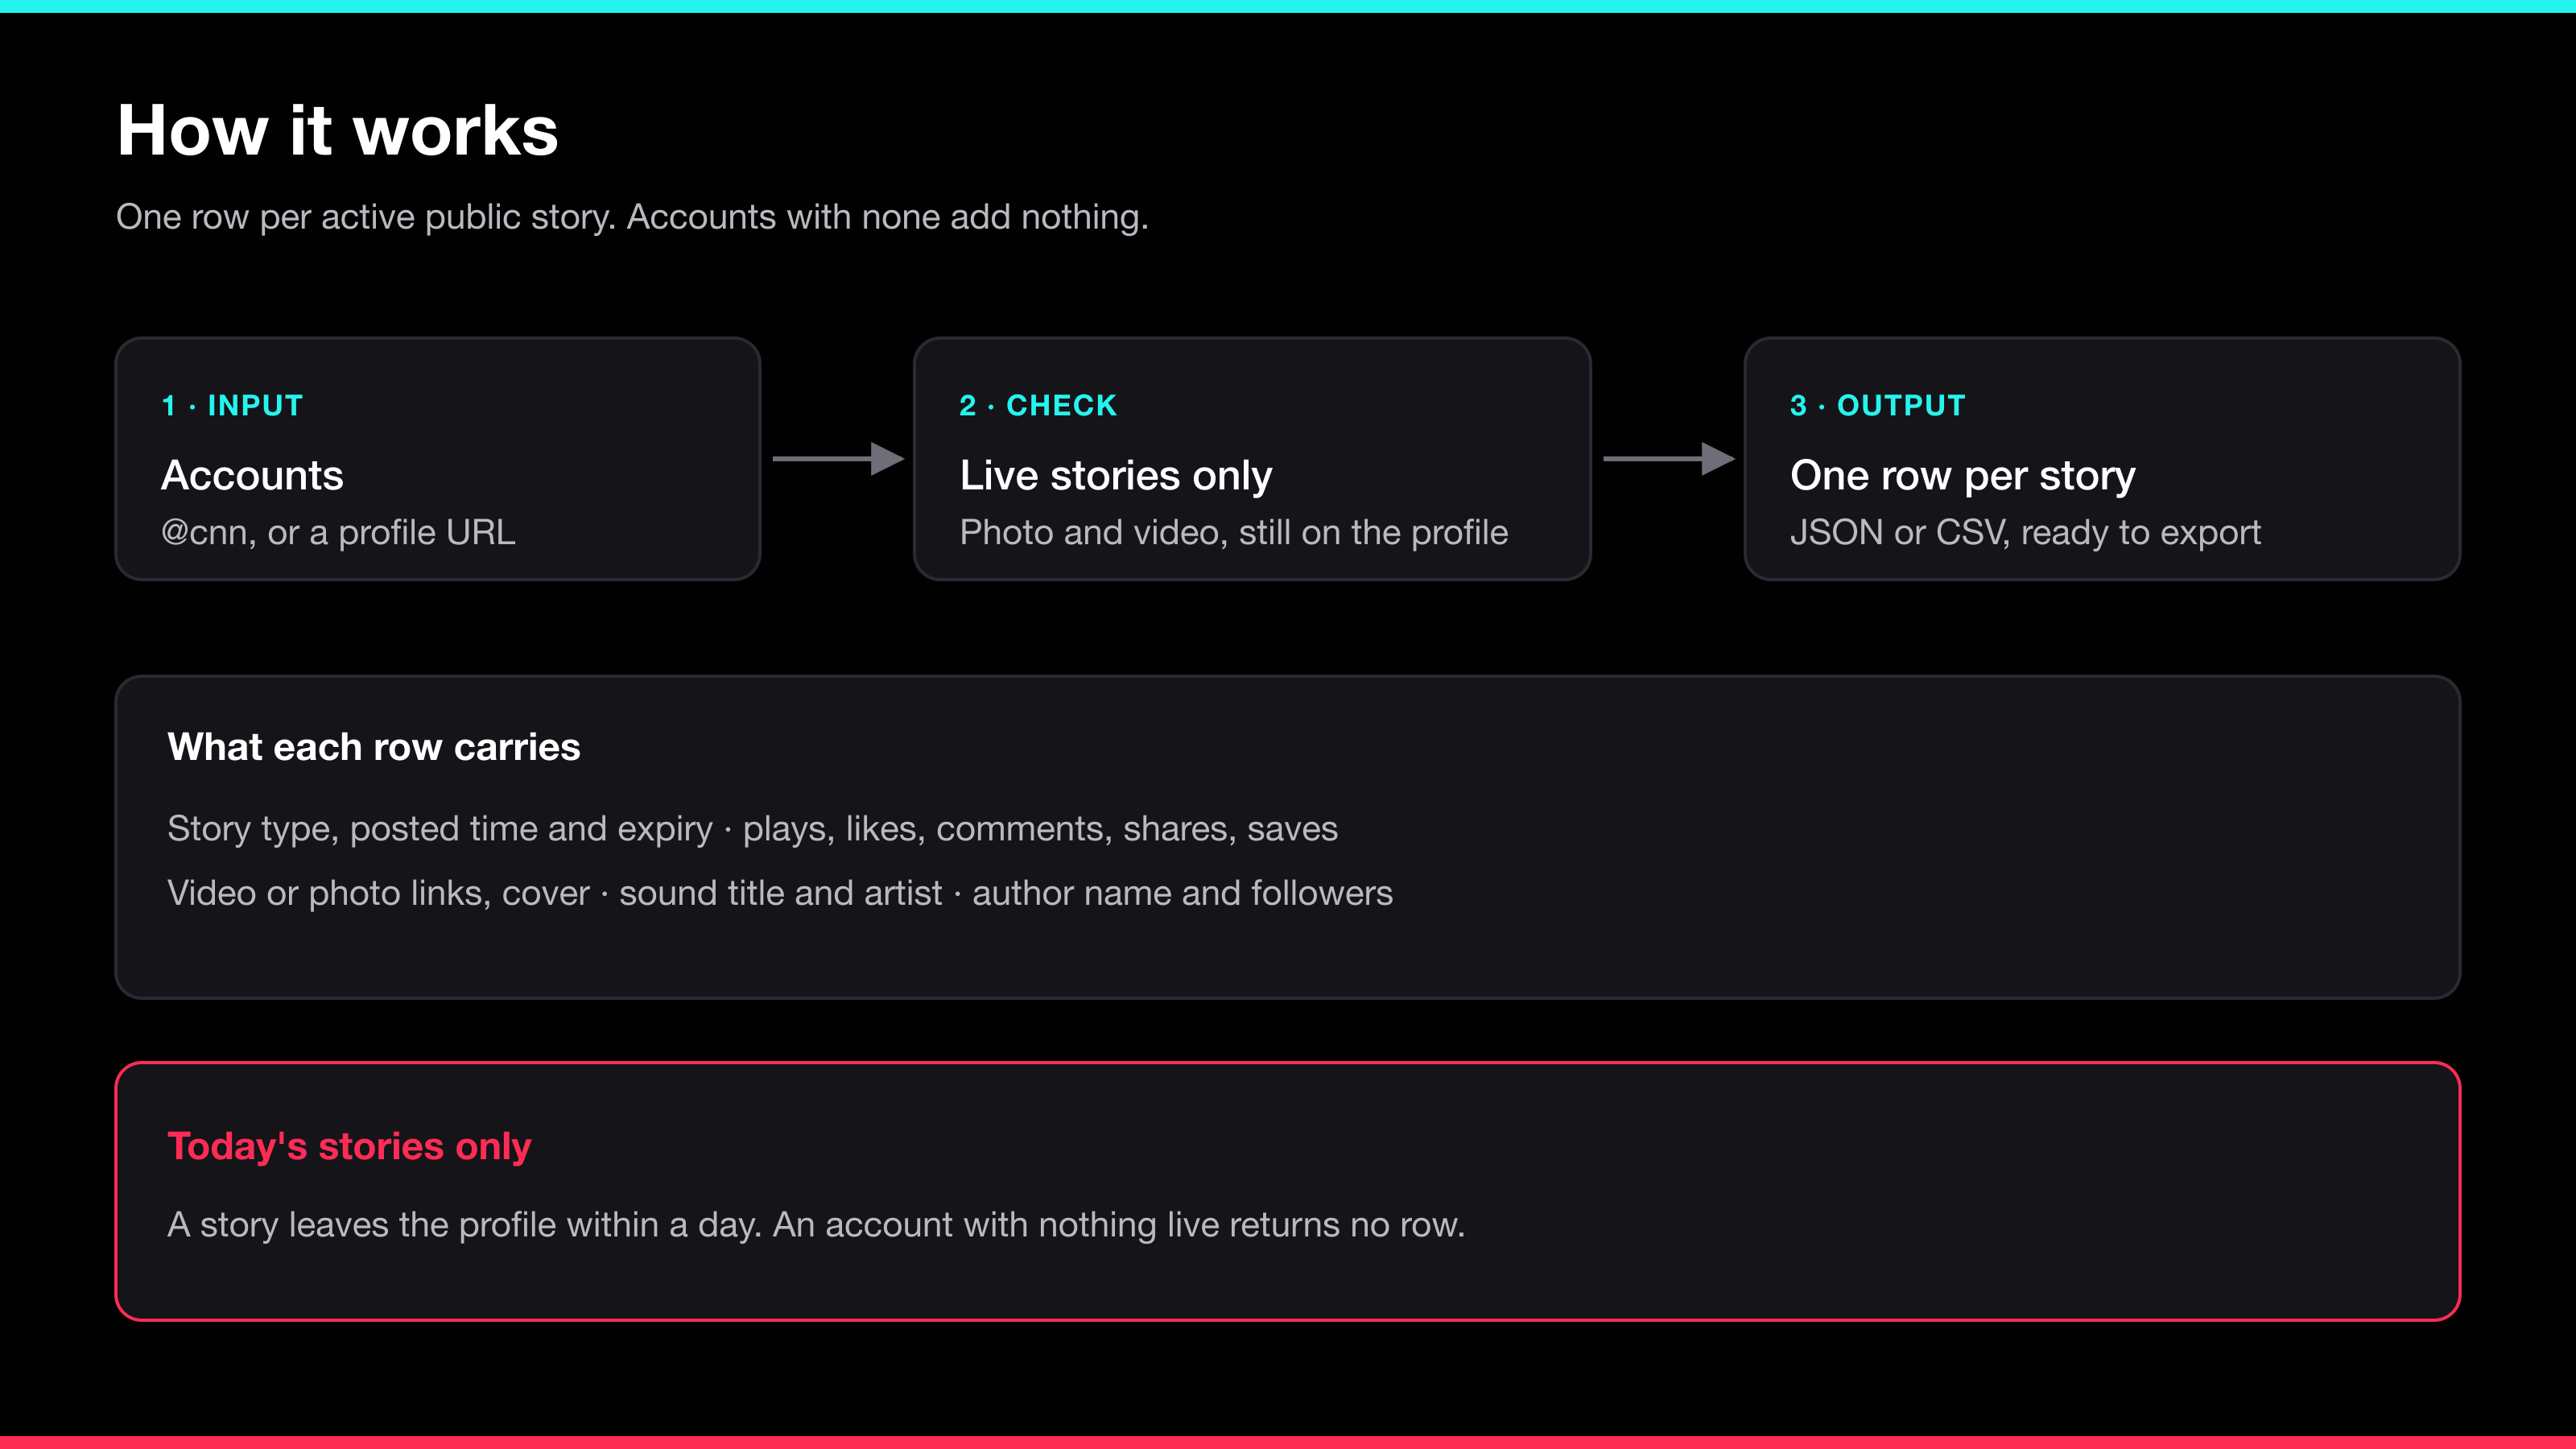 How it works
One row per active public story. Accounts with none add nothing.
1 · INPUT
Accounts
@cnn, or a profile URL
2 · CHECK
Live stories only
Photo and video, still on the profile
3 · OUTPUT
One row per story
JSON or CSV, ready to export
What each row carries
Story type, posted time and expiry · plays, likes, comments, shares, saves
Video or photo links, cover · sound title and artist · author name and followers
Today's stories only
A story leaves the profile within a day. An account with nothing live returns no row.